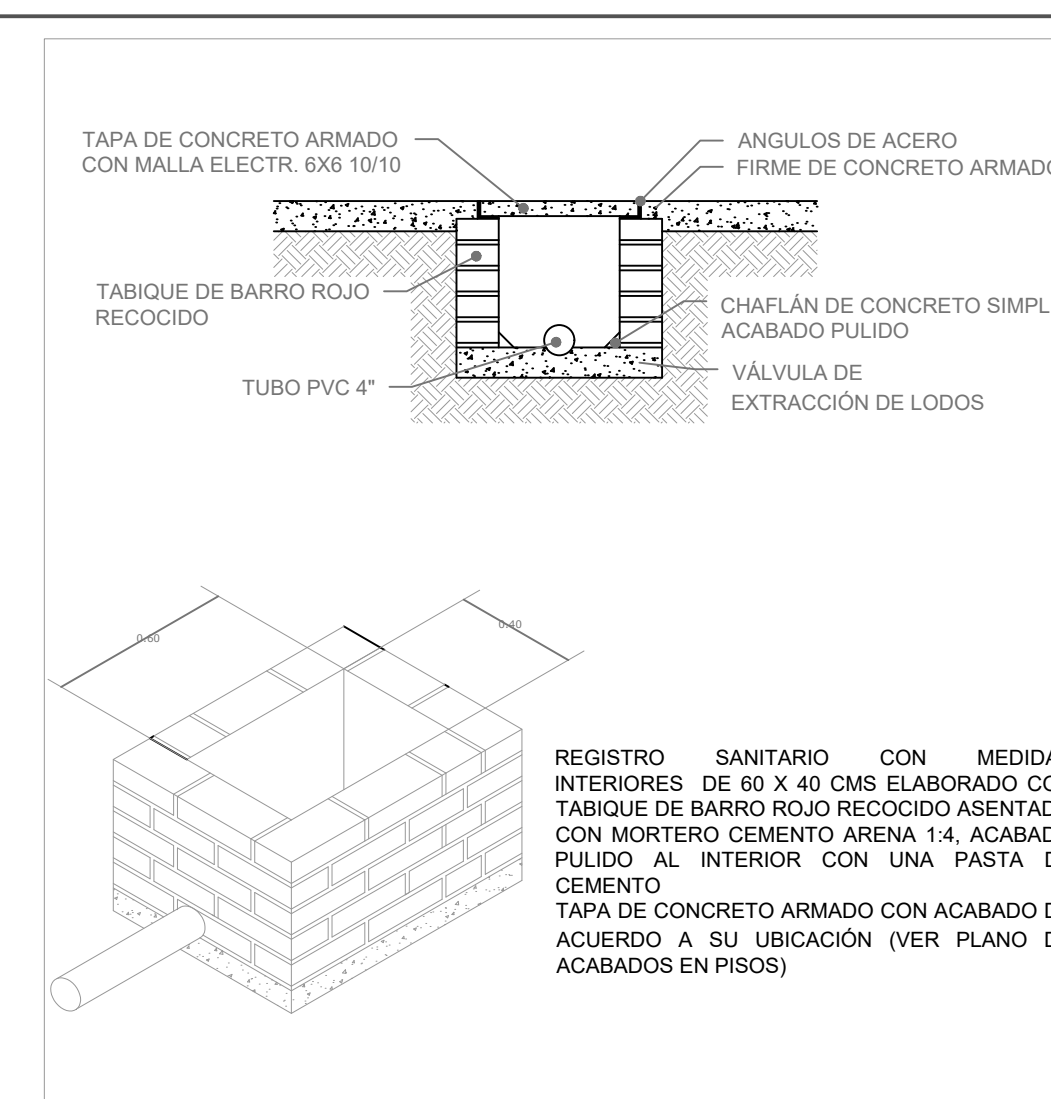 TAPA DE CONCRETO ARMADO
CON MALLA ELECTR. 6X6 10/10
ANGULOS DE ACERO
FIRME DE CONCRETO ARMADO
TABIQUE DE BARRO ROJO
RECOCIDO
CHAFLÁN DE CONCRETO SIMPL
ACABADO PULIDO
TUBO PVC 4"
VÁLVULA DE
EXTRACCIÓN DE LODOS
0.60
0.40
REGISTRO SANITARIO CON MEDIDA
INTERIORES DE 60 X 40 CMS ELABORADO CO
TABIQUE DE BARRO ROJO RECOCIDO ASENTAD
CON MORTERO CEMENTO ARENA 1:4, ACABAD
PULIDO AL INTERIOR CON UNA PASTA D
CEMENTO
TAPA DE CONCRETO ARMADO CON ACABADO D
ACUERDO A SU UBICACIÓN (VER PLANO D
ACABADOS EN PISOS)